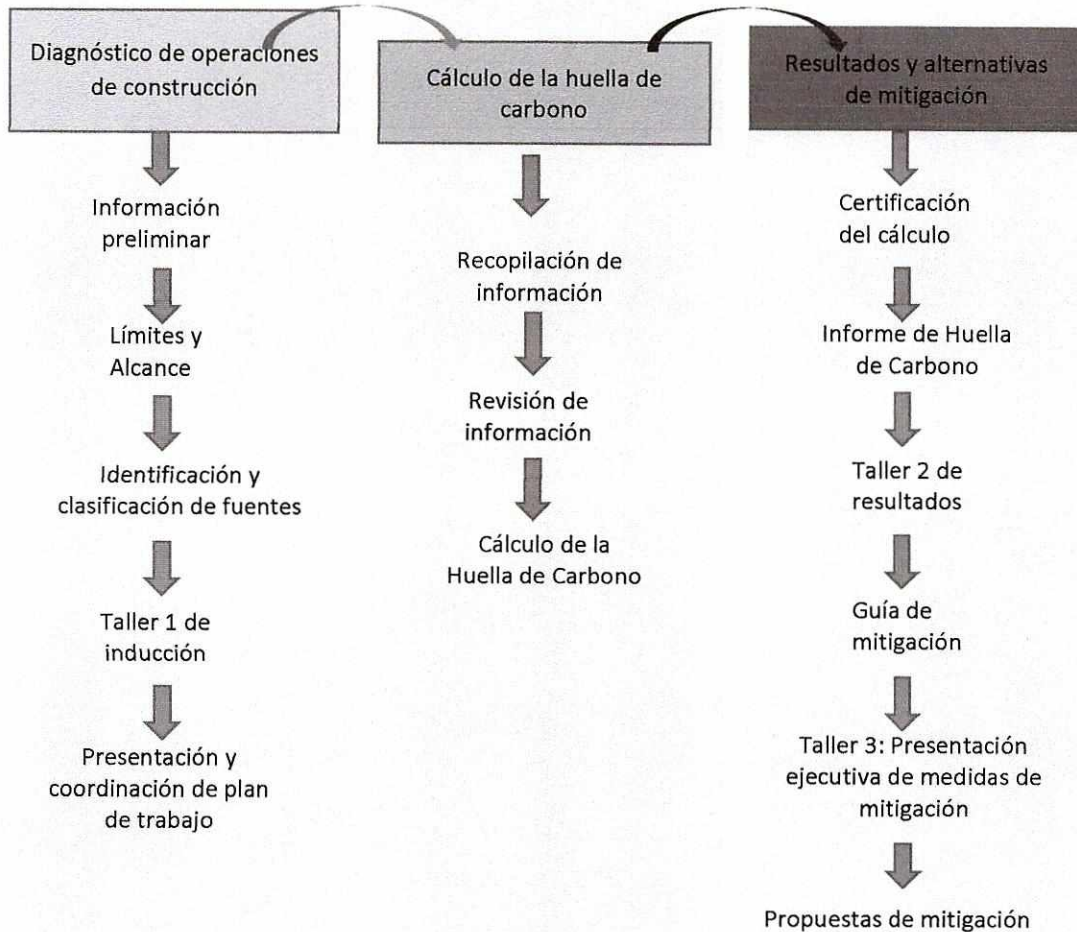 Diagnóstico de operaciones
de construcción
Información
preliminar
Límites y
Alcance
Identificación y
clasificación de fuentes
Taller 1 de
inducción
Presentación y
coordinación de plan
de trabajo
Cálculo de la huella de
carbono
Recopilación de
información
Revisión de
información
Cálculo de la
Huella de Carbono
Resultados y alternativas
de mitigación
Certificación
del cálculo
Informe de Huella
de Carbono
Taller 2 de
resultados
Guía de
mitigación
Taller 3: Presentación
ejecutiva de medidas de
mitigación
Propuestas de mitigación